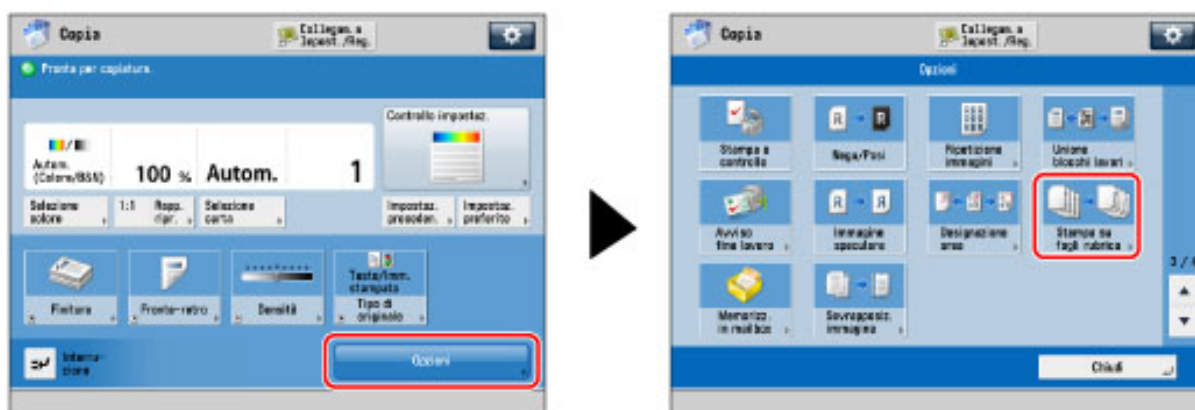 Copia
Collegam. a
Impost./Reg.
Pronta per copiatura.
Controllo impostaz.
Autom.
(Colore/B&N)
100 %
Autom.
1
Selezione
colore
1:1
Rapp.
ripr.
Selezione
carta
Impostaz.
preceden.
Impostaz.
preferito
Finitura
Fronte-retro
Densità
Testo/Imm.
stampata
Tipo di
originale
Interru-
zione
Opzioni
Copia
Collegam. a
Impost./Reg.
Opzioni
Stampa a
controllo
Nega/Posi
Ripetizione
immagini
Unione
blocchi lavori
Avviso
fine lavoro
Immagine
speculare
Designazione
area
Stampa su
fogli rubrica
Memorizz.
in mailbox
Sovrapposiz.
immagine
Chiudi